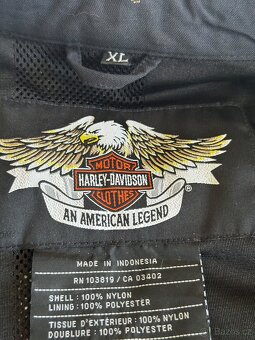 XL
MOTOR
HARLEY-DAVIDSON
CLOTHES
®
AN AMERICAN LEGEND
MADE IN INDONESIA
RN 103819 / CA 03402
SHELL: 100% NYLON
LINING: 100% POLYESTER
TISSUE D'EXTÉRIEUR: 100% NYLON
DOUBLURE: 100% POLYESTER